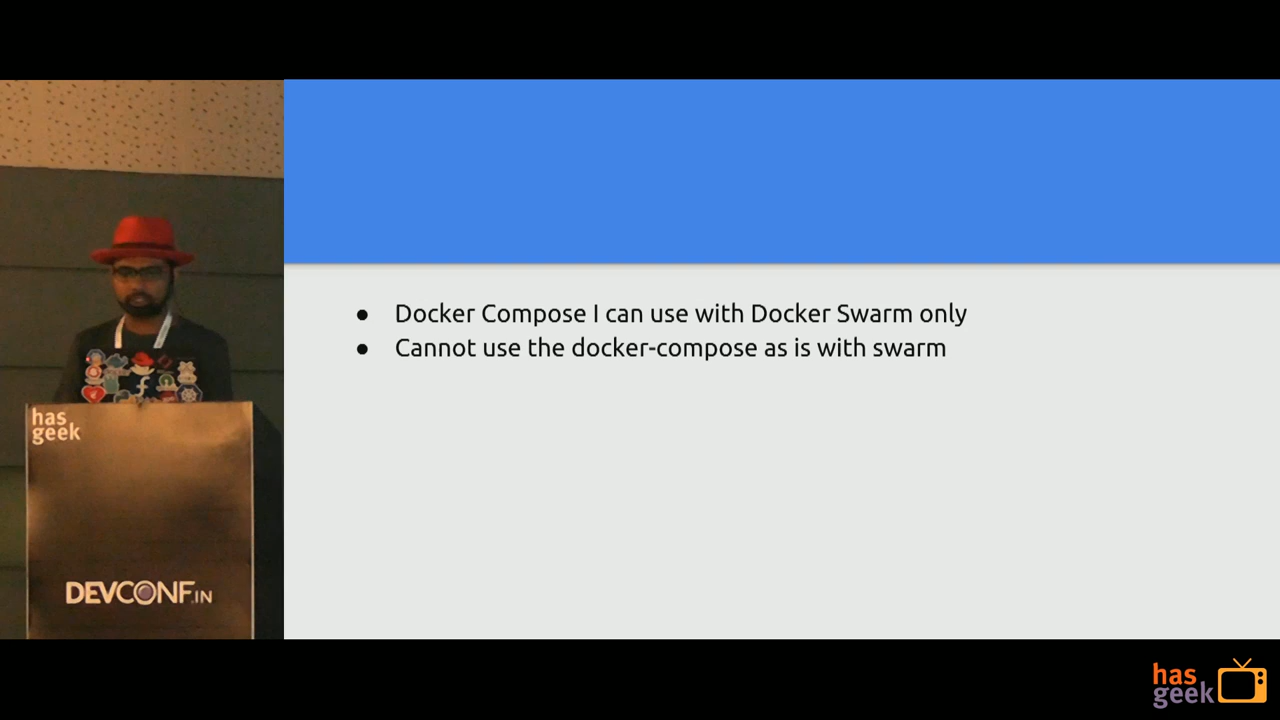 Docker Compose I can use with Docker Swarm only
Cannot use the docker-compose as is with swarm
has
geek
DEVCONF.IN
has
geek